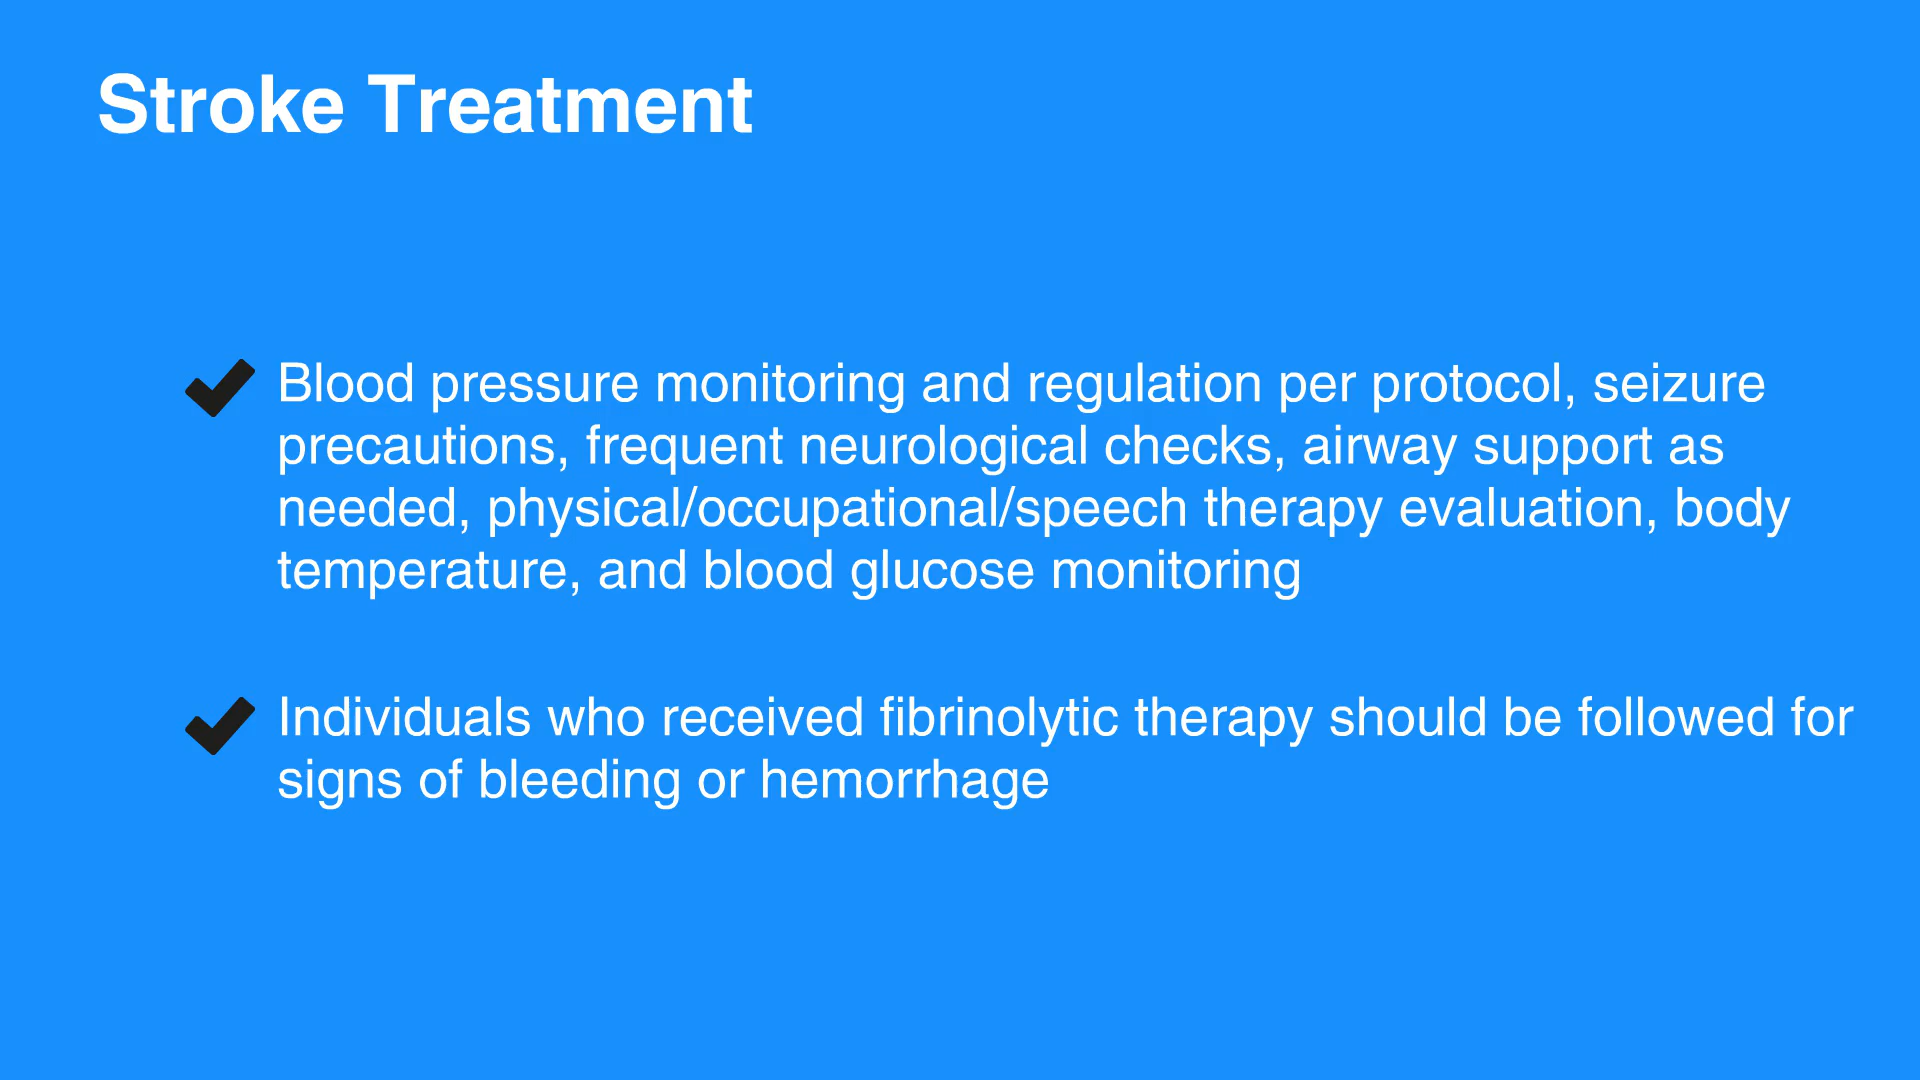 Stroke Treatment
Blood pressure monitoring and regulation per protocol, seizure
precautions, frequent neurological checks, airway support as
needed, physical/occupational/speech therapy evaluation, body
temperature, and blood glucose monitoring
Individuals who received fibrinolytic therapy should be followed for
signs of bleeding or hemorrhage